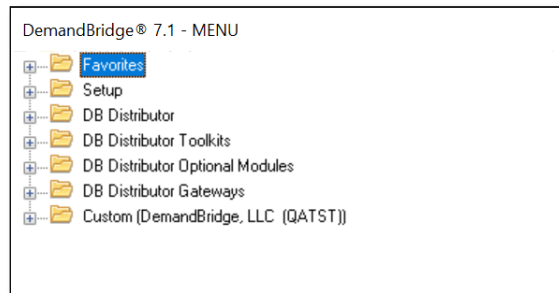 DemandBridge® 7.1 - MENU
Favorites
Setup
DB Distributor
DB Distributor Toolkits
DB Distributor Optional Modules
DB Distributor Gateways
Custom (DemandBridge, LLC (QATST))